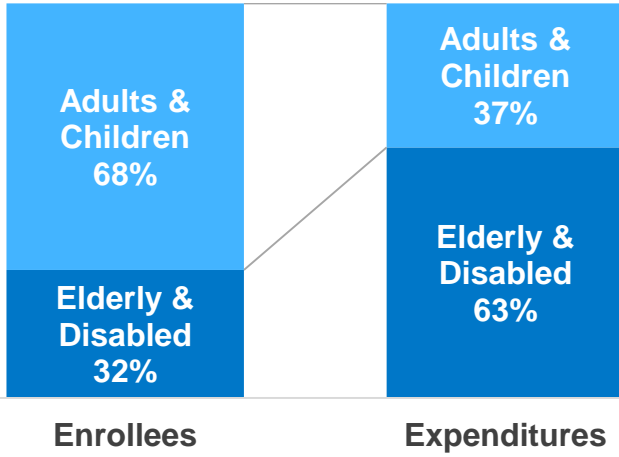 Adults &
Children
68%
Elderly &
Disabled
32%
Adults &
Children
37%
Elderly &
Disabled
63%
Enrollees
Expenditures